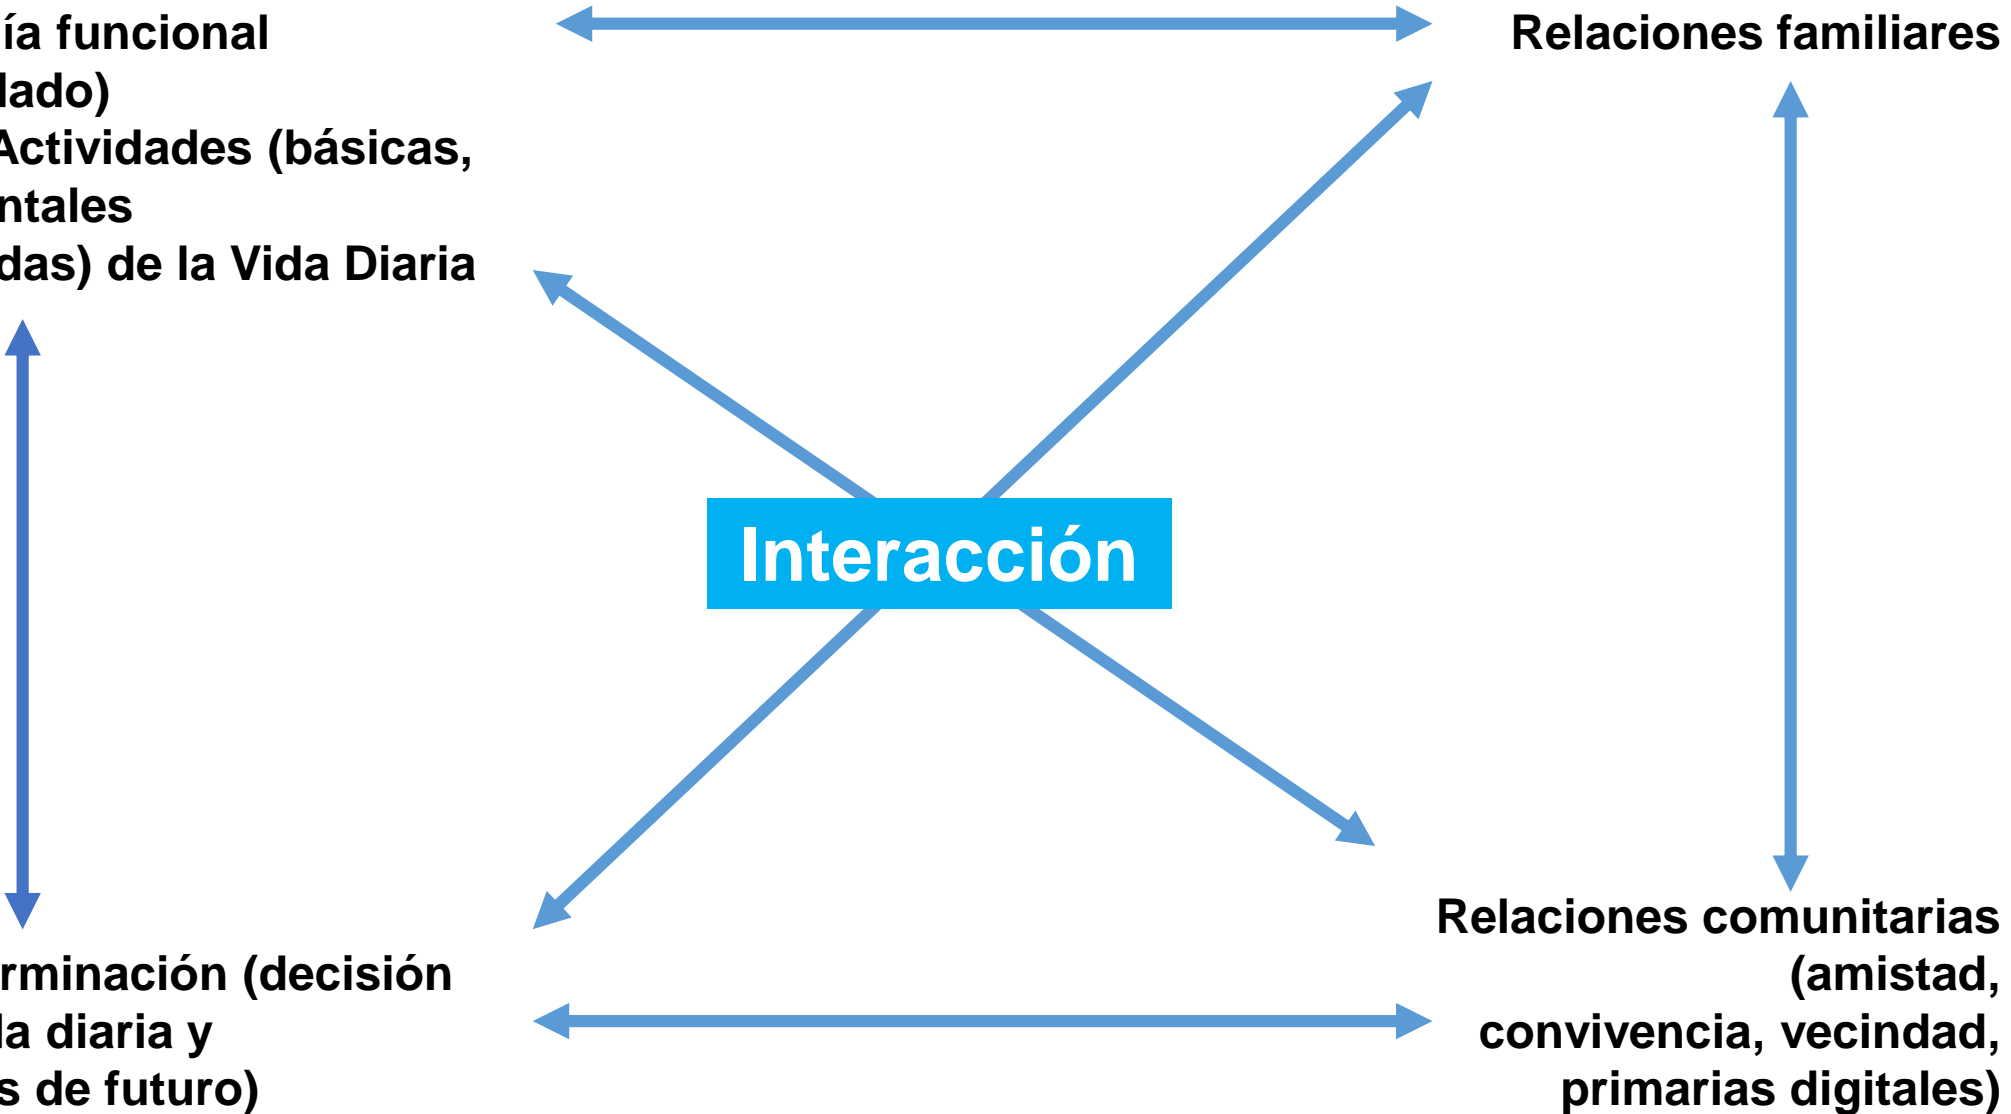 ía funcional
lado)
Actividades (básicas,
ntales
das) de la Vida Diaria
Relaciones familiares
Interacción
rminación (decisión
la diaria y
s de futuro)
Relaciones comunitarias
(amistad,
convivencia, vecindad,
primarias digitales)